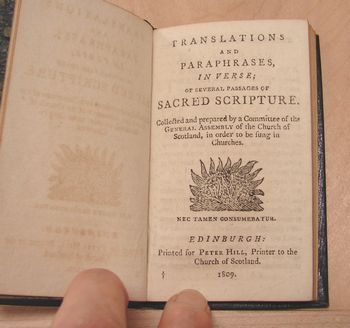 TRANSLATIONS
AND
PARAPHRASES,
IN VERSE;
OF SEVERAL PASSAGES OF
SACRED SCRIPTURE.
Collected and prepared by a Committee of the
GENERAL ASSEMBLY of the Church of
Scotland, in order to be sung in
Churches.
NEC TAMEN CONSUMEBATUR.
EDINBURGH:
Printed for PETER HILL, Printer to the
Church of Scotland.
1809.